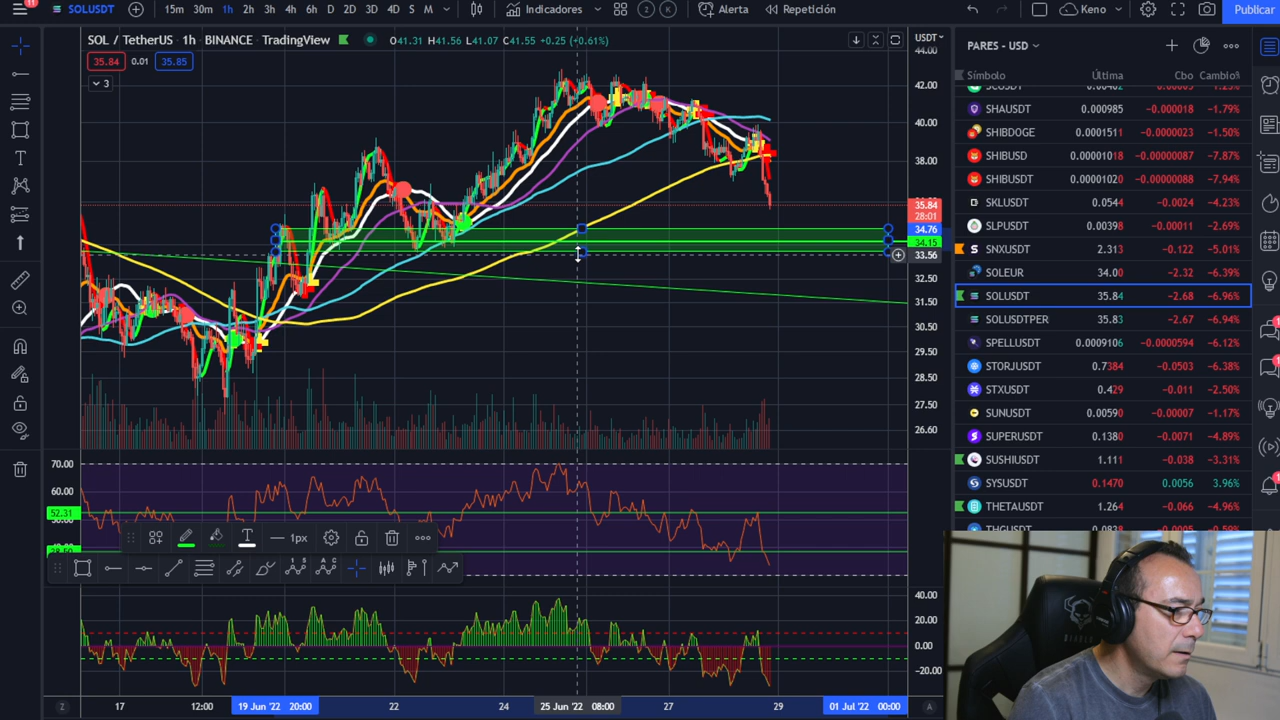 11
SOLUSDT
15m 30m 1h 2h 3h 4h 6h D 2D 3D 4D S M
Indicadores
2
K
Alerta
Repetición
Keno
Publicar
SOL / TetherUS · 1h · BINANCE · TradingView
O41.31 H41.56 L41.07 C41.55 +0.25 (+0.61%)
USDT
35.84 0.01 35.85
3
44.00
42.00
40.00
38.00
35.84
28:01
34.76
34.15
33.56
32.50
31.50
30.50
29.50
28.50
27.50
26.60
70.00
60.00
52.31
1px
40.00
20.00
0.00
−20.00
Z
17
12:00
19 Jun '22 20:00
22
24
25 Jun '22 08:00
27
29
01 Jul '22 00:00
A
PARES - USD
Símbolo Última Cbo Cambio%
SHAUSDT 0.000985 −0.000018 −1.79%
SHIBDOGE 0.0001511 −0.0000023 −1.50%
SHIBUSD 0.00001018 −0.00000087 −7.87%
SHIBUSDT 0.00001020 −0.00000088 −7.94%
SKLUSDT 0.0544 −0.0024 −4.23%
SLPUSDT 0.00398 −0.00011 −2.69%
SNXUSDT 2.313 −0.122 −5.01%
SOLEUR 34.00 −2.32 −6.39%
SOLUSDT 35.84 −2.68 −6.96%
SOLUSDTPER 35.83 −2.67 −6.94%
SPELLUSDT 0.0009106 −0.0000594 −6.12%
STORJUSDT 0.7384 −0.0503 −6.38%
STXUSDT 0.429 −0.011 −2.50%
SUNUSDT 0.00590 −0.00007 −1.17%
SUPERUSDT 0.1380 −0.0071 −4.89%
SUSHIUSDT 1.111 −0.038 −3.31%
SYSUSDT 0.1470 0.0056 3.96%
THETAUSDT 1.264 −0.066 −4.96%
DIABLO